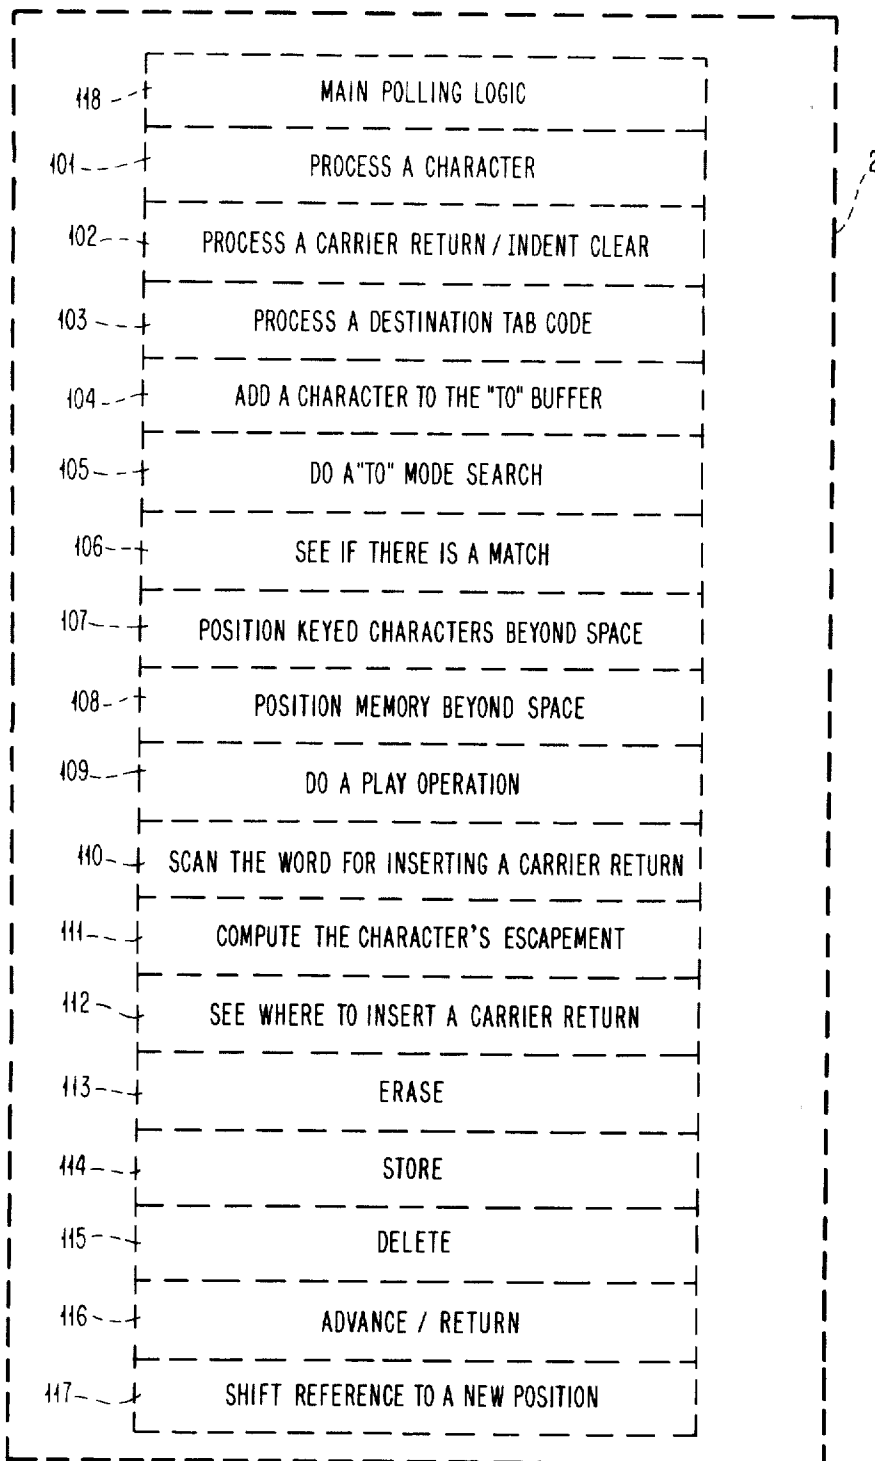 118 MAIN POLLING LOGIC
101 PROCESS A CHARACTER
2
102 PROCESS A CARRIER RETURN / INDENT CLEAR
103 PROCESS A DESTINATION TAB CODE
104 ADD A CHARACTER TO THE "TO" BUFFER
105 DO A "TO" MODE SEARCH
106 SEE IF THERE IS A MATCH
107 POSITION KEYED CHARACTERS BEYOND SPACE
108 POSITION MEMORY BEYOND SPACE
109 DO A PLAY OPERATION
110 SCAN THE WORD FOR INSERTING A CARRIER RETURN
111 COMPUTE THE CHARACTER'S ESCAPEMENT
112 SEE WHERE TO INSERT A CARRIER RETURN
113 ERASE
114 STORE
115 DELETE
116 ADVANCE / RETURN
117 SHIFT REFERENCE TO A NEW POSITION